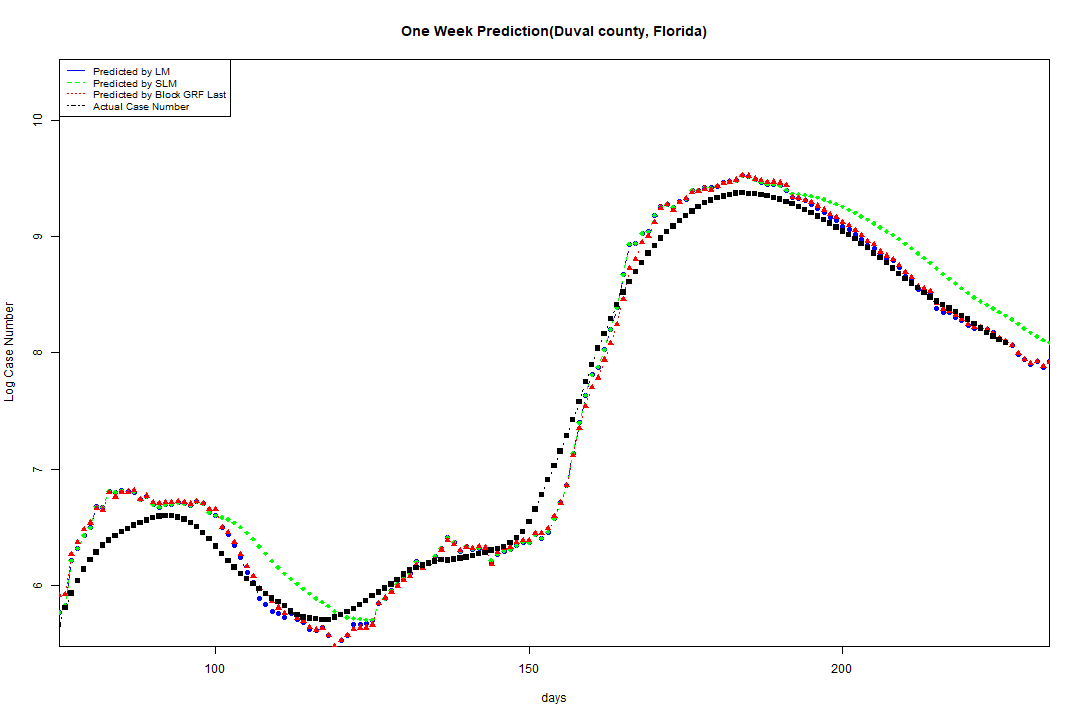 One Week Prediction(Duval county, Florida)
Predicted by LM
Predicted by SLM
Predicted by Block GRF Last
Actual Case Number
10
9
8
7
6
Log Case Number
100
150
200
days